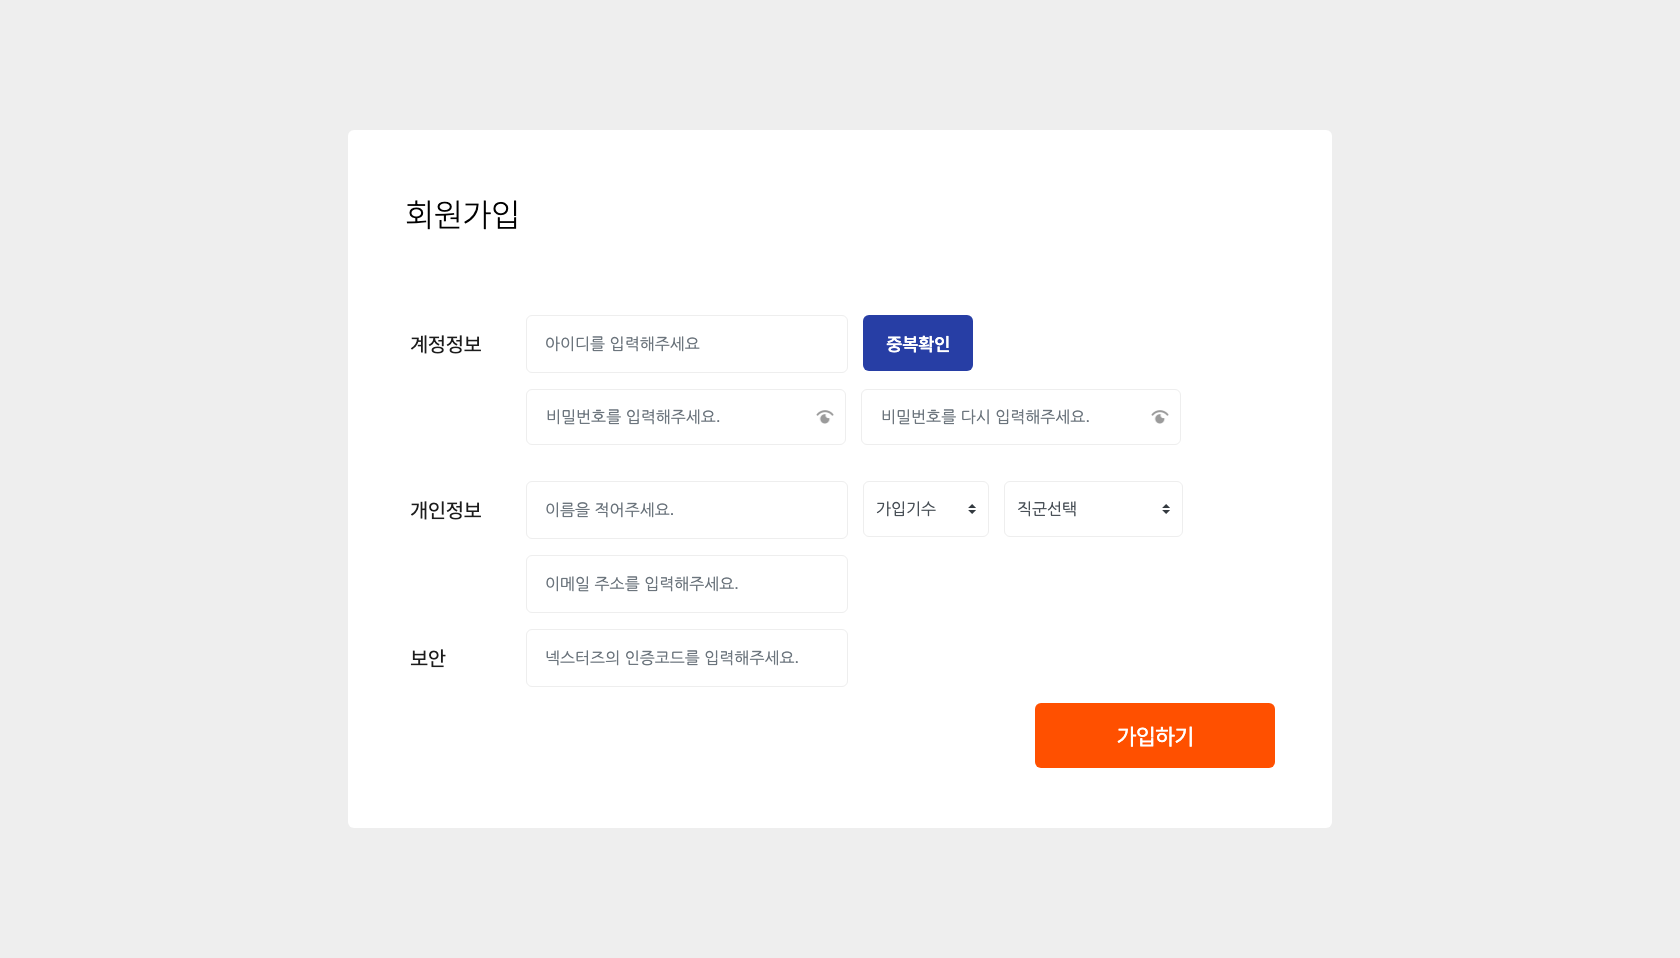 회원가입
계정정보 아이디를 입력해주세요 중복확인
비밀번호를 입력해주세요. 비밀번호를 다시 입력해주세요.
개인정보 이름을 적어주세요. 가입기수 직군선택
이메일 주소를 입력해주세요.
보안 넥스터즈의 인증코드를 입력해주세요.
가입하기